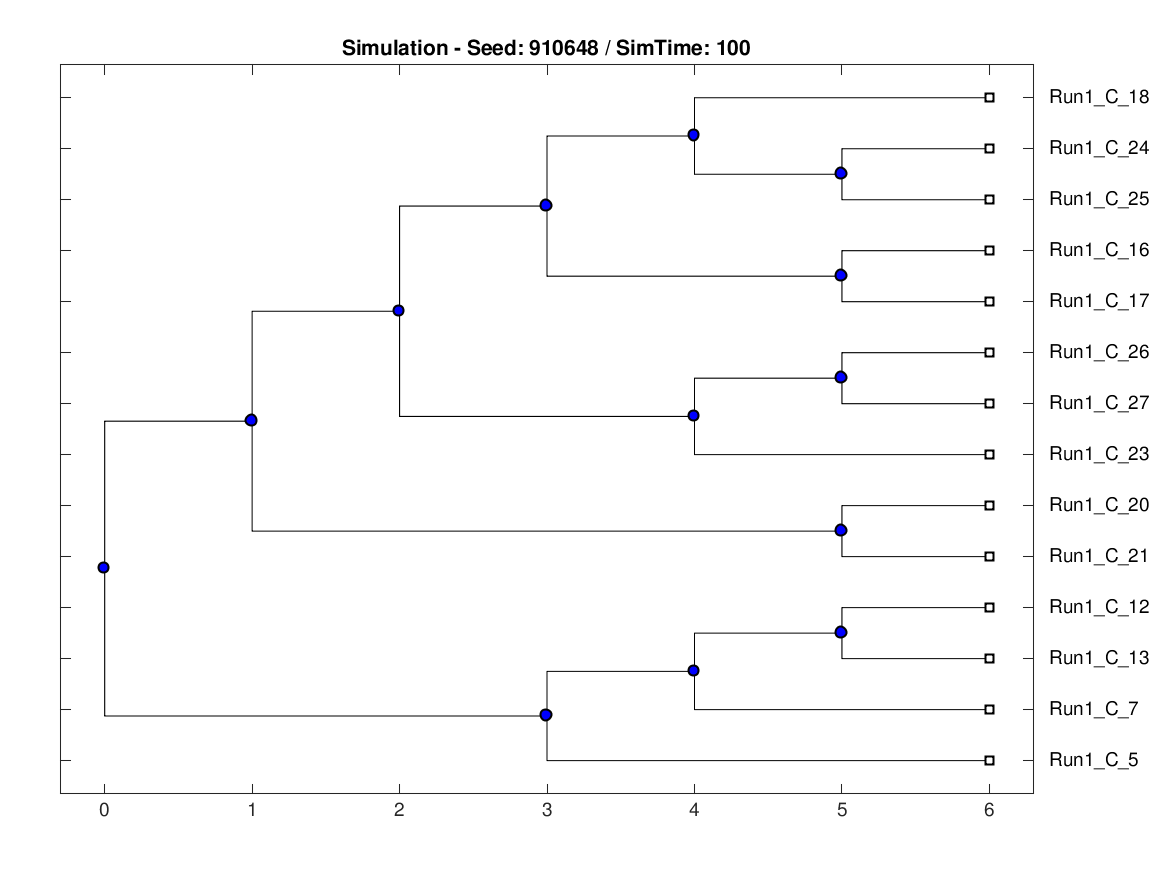 Simulation - Seed: 910648 / SimTime: 100
Run1_C_18
Run1_C_24
Run1_C_25
Run1_C_16
Run1_C_17
Run1_C_26
Run1_C_27
Run1_C_23
Run1_C_20
Run1_C_21
Run1_C_12
Run1_C_13
Run1_C_7
Run1_C_5
0 1 2 3 4 5 6